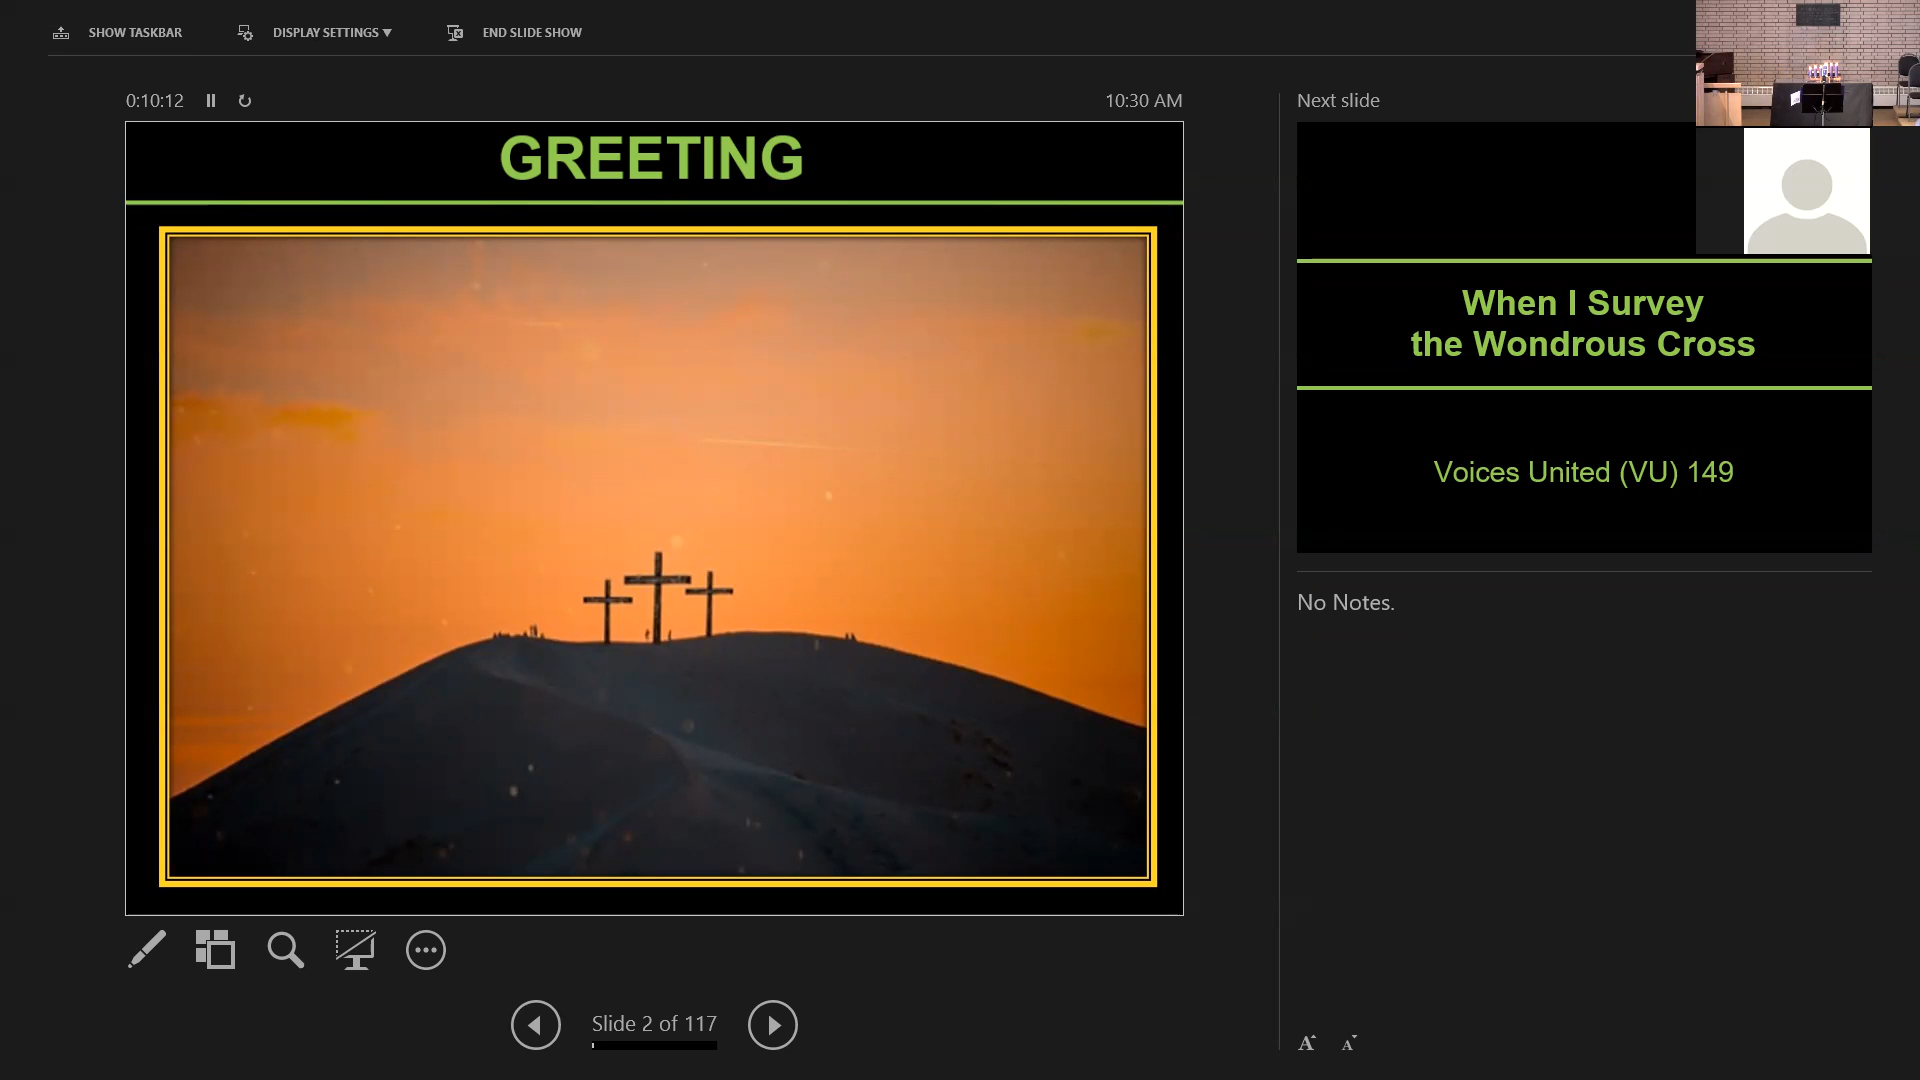 SHOW TASKBAR
DISPLAY SETTINGS ▼
END SLIDE SHOW
0:10:12
10:30 AM
Next slide
GREETING
When I Survey
the Wondrous Cross
Voices United (VU) 149
No Notes.
Slide 2 of 117
A
A